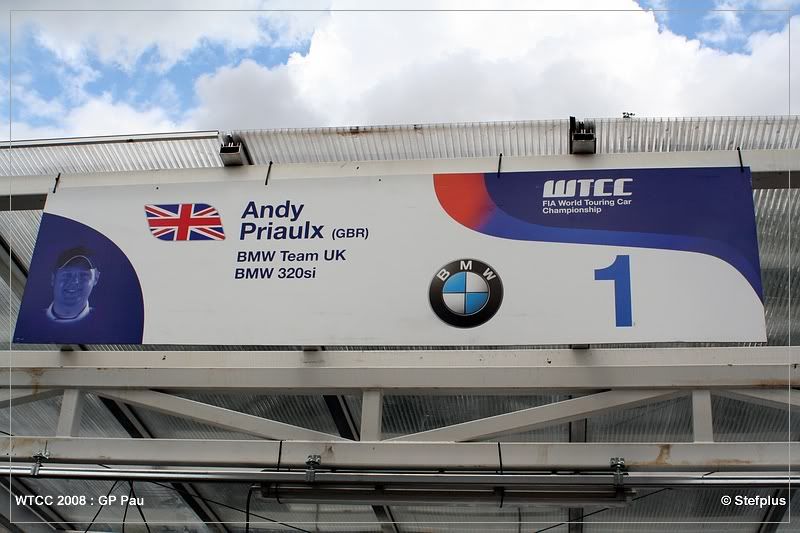 Andy
Priaulx (GBR)
BMW Team UK
BMW 320si
BMW
WTCC
FIA World Touring Car
Championship
1
WTCC 2008 : GP Pau
© Stefplus